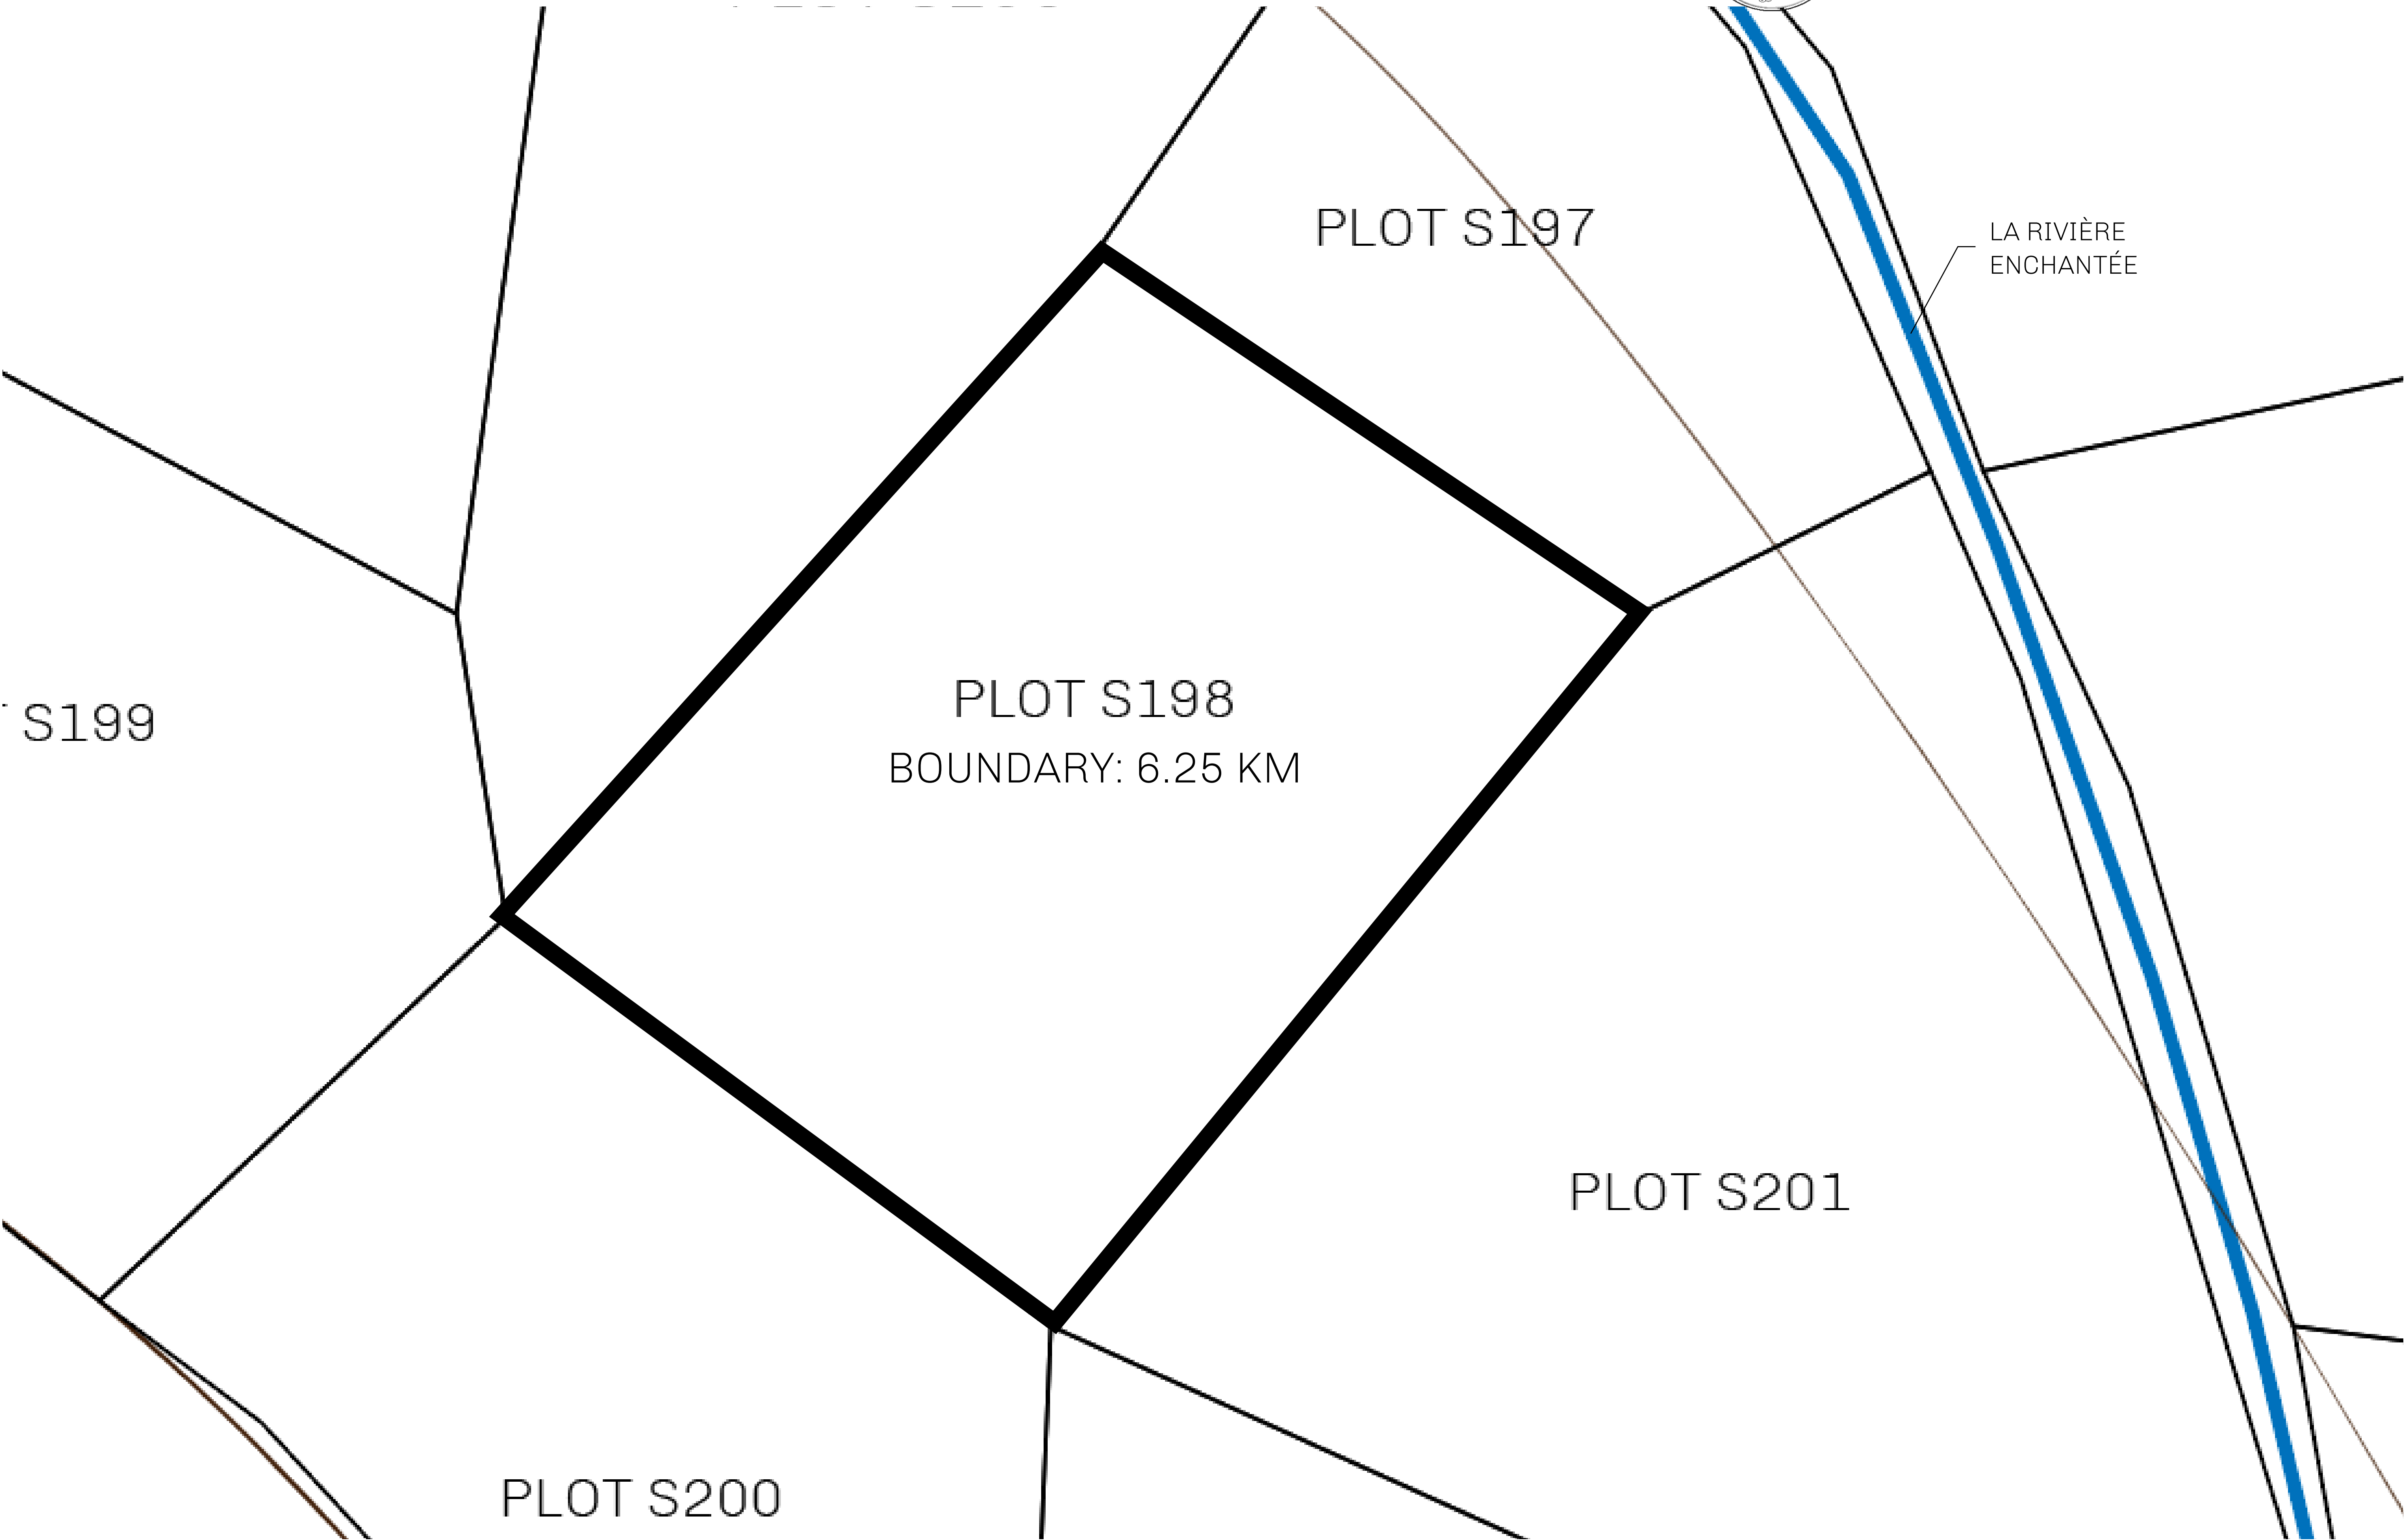 PLOT S197
LA RIVIÈRE
ENCHANTÉE
PLOT S198
BOUNDARY: 6.25 KM
S199
PLOT S201
PLOT S200